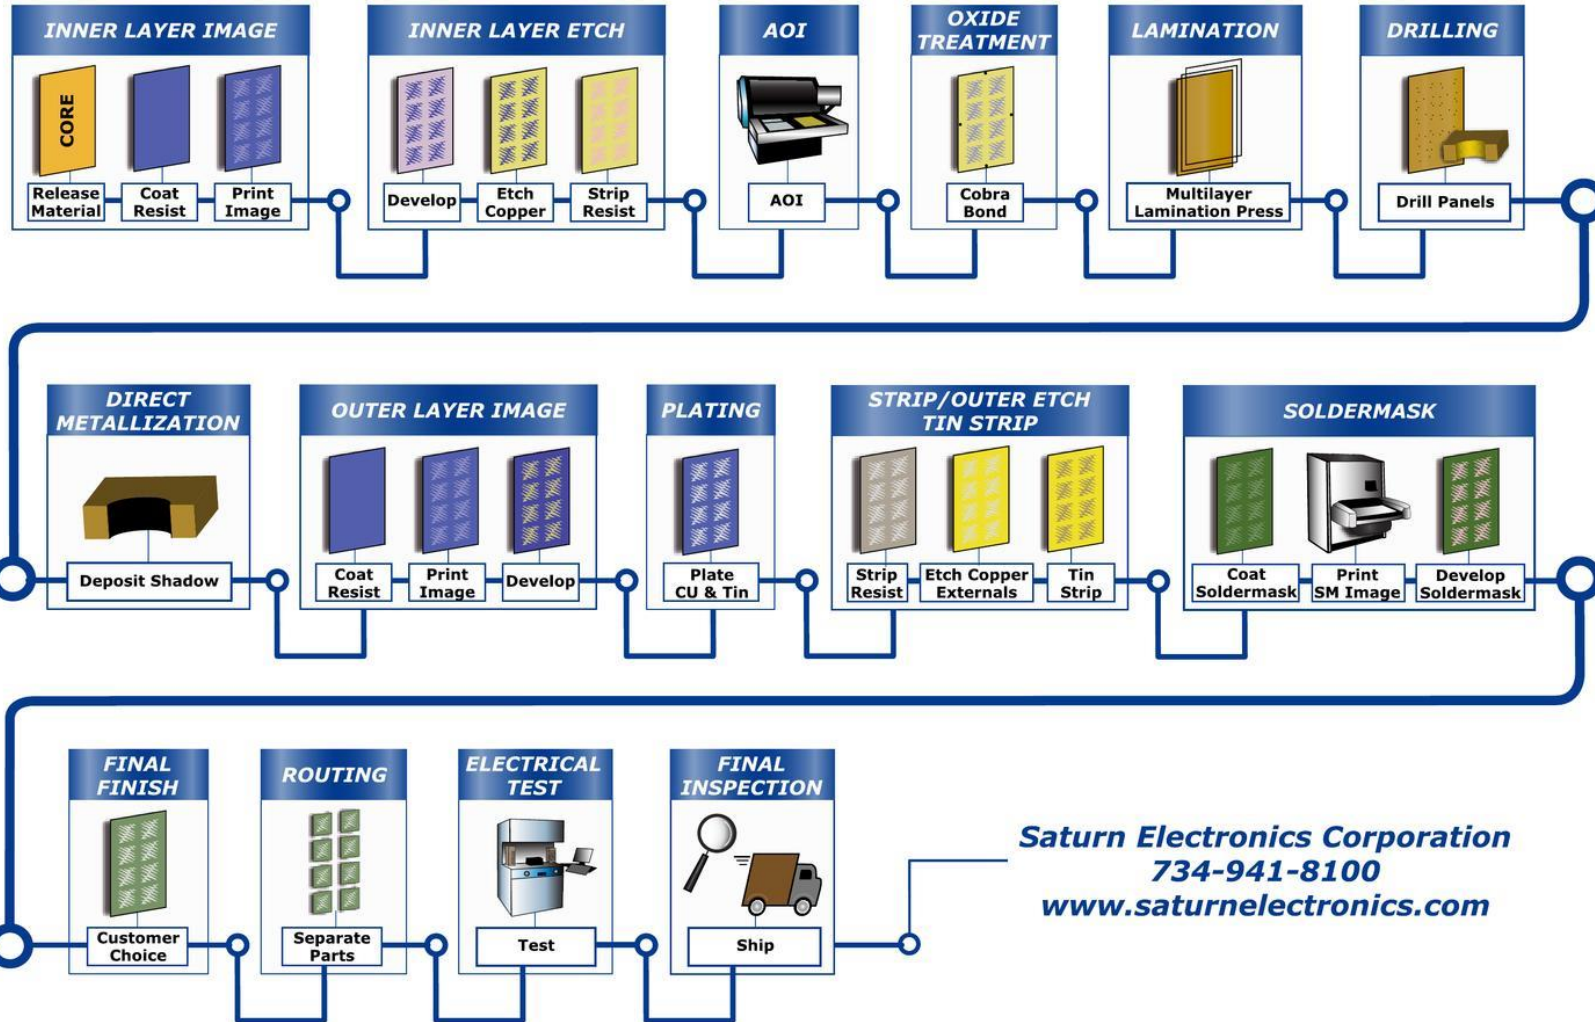 INNER LAYER IMAGE
CORE
Release
Material
Coat
Resist
Print
Image
INNER LAYER ETCH
Develop
Etch
Copper
Strip
Resist
AOI
AOI
OXIDE
TREATMENT
Cobra
Bond
LAMINATION
Multilayer
Lamination Press
DRILLING
Drill Panels
DIRECT
METALLIZATION
Deposit Shadow
OUTER LAYER IMAGE
Coat
Resist
Print
Image
Develop
PLATING
Plate
CU & Tin
STRIP/OUTER ETCH
TIN STRIP
Strip
Resist
Etch Copper
Externals
Tin
Strip
SOLDERMASK
Coat
Soldermask
Print
SM Image
Develop
Soldermask
FINAL
FINISH
Customer
Choice
ROUTING
Separate
Parts
ELECTRICAL
TEST
Test
FINAL
INSPECTION
Ship
Saturn Electronics Corporation
734-941-8100
www.saturnelectronics.com